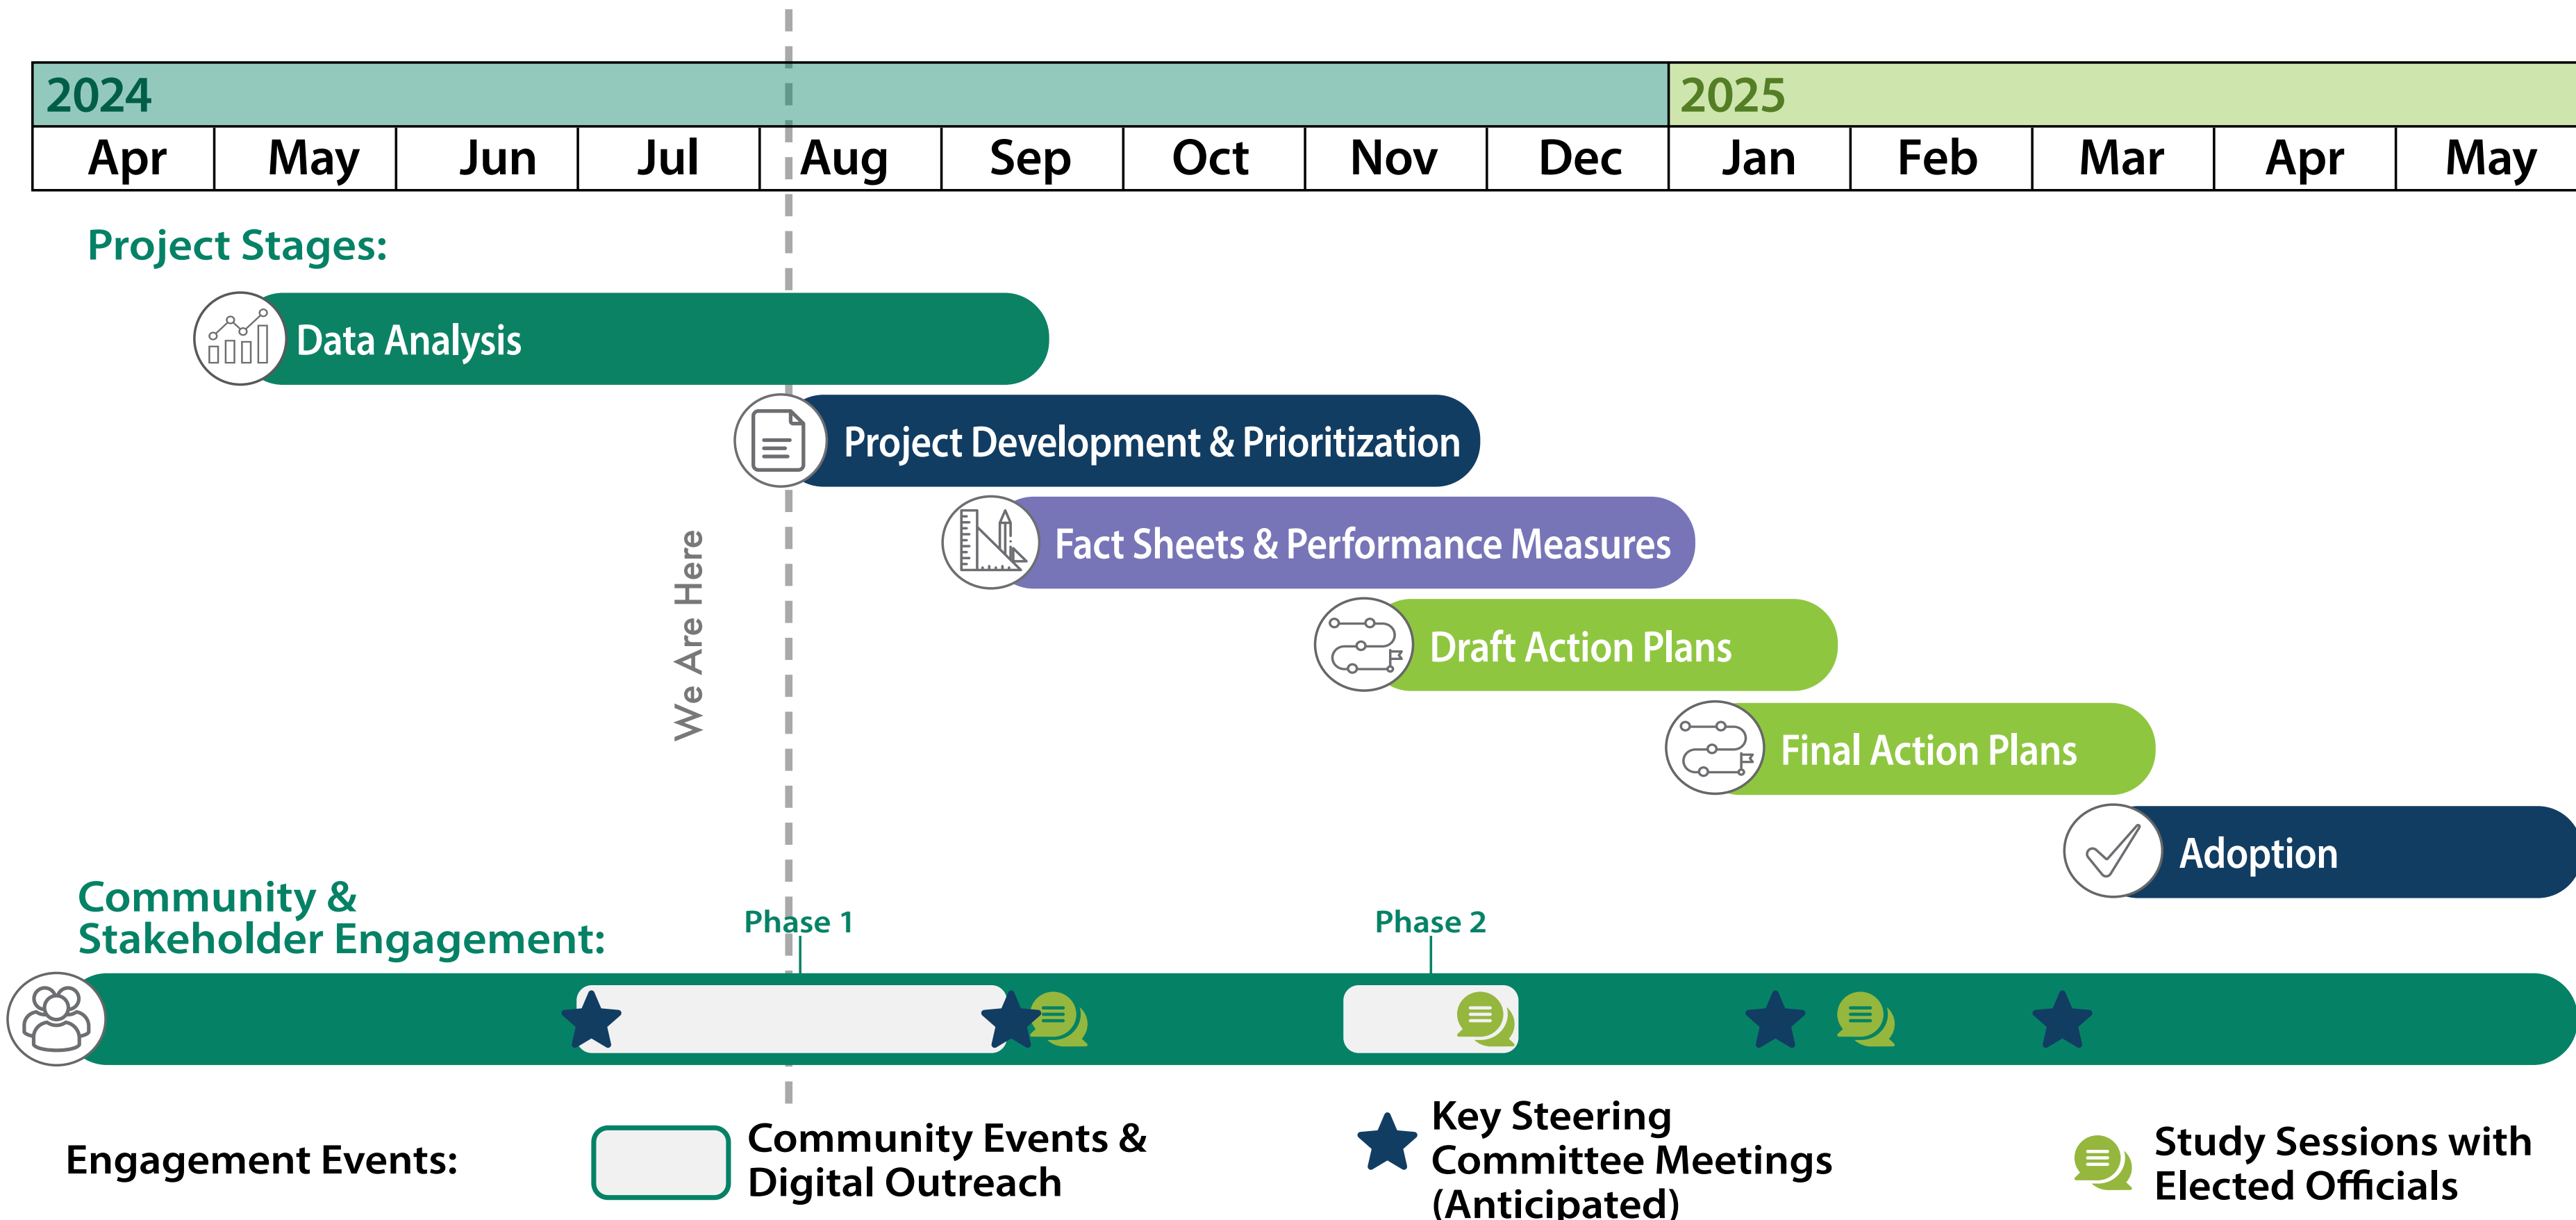 2024 2025
Apr May Jun Jul Aug Sep Oct Nov Dec Jan Feb Mar Apr May
Project Stages:
Data Analysis
Project Development & Prioritization
Fact Sheets & Performance Measures
We Are Here
Draft Action Plans
Final Action Plans
Adoption
Community &
Stakeholder Engagement:
Phase 1 Phase 2
Engagement Events:
Community Events &
Digital Outreach
Key Steering
Committee Meetings
(Anticipated)
Study Sessions with
Elected Officials